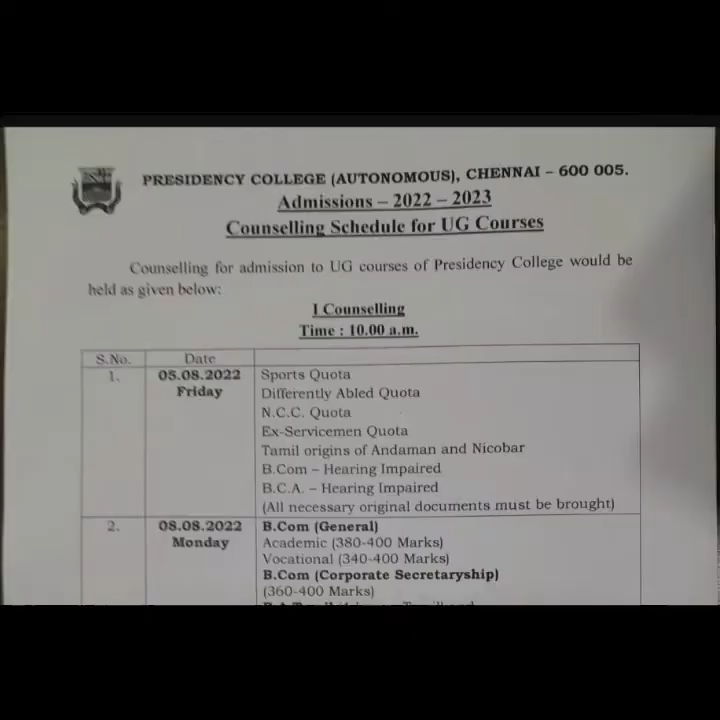 PRESIDENCY COLLEGE (AUTONOMOUS), CHENNAI – 600 005.
Admissions – 2022 – 2023
Counselling Schedule for UG Courses
Counselling for admission to UG courses of Presidency College would be
held as given below:
I Counselling
Time : 10.00 a.m.
S.No. Date
1. 05.08.2022 Sports Quota
Friday Differently Abled Quota
N.C.C. Quota
Ex-Servicemen Quota
Tamil origins of Andaman and Nicobar
B.Com – Hearing Impaired
B.C.A. – Hearing Impaired
(All necessary original documents must be brought)
2. 08.08.2022 B.Com (General)
Monday Academic (380-400 Marks)
Vocational (340-400 Marks)
B.Com (Corporate Secretaryship)
(360-400 Marks)